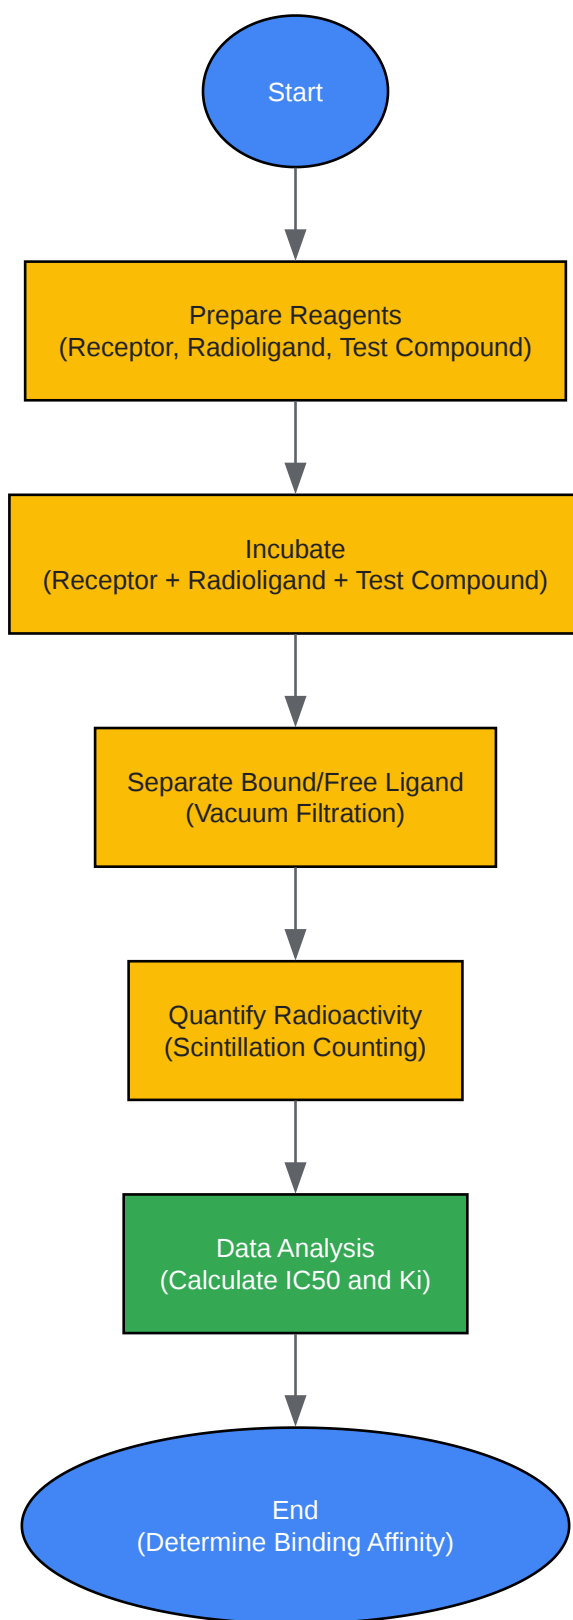 Start
Prepare Reagents
(Receptor, Radioligand, Test Compound)
Incubate
(Receptor + Radioligand + Test Compound)
Separate Bound/Free Ligand
(Vacuum Filtration)
Quantify Radioactivity
(Scintillation Counting)
Data Analysis
(Calculate IC50 and Ki)
End
(Determine Binding Affinity)